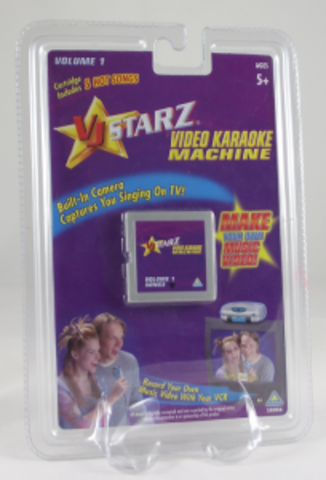 VOLUME 1
AGES
5+
Cartridge
Includes 5 HOT SONGS
VJ STARZ
VIDEO KARAOKE
MACHINE
Built-In Camera
Captures You Singing On TV!
MAKE
YOUR OWN
MUSIC
VIDEO!
VJ STARZ
VIDEO KARAOKE
MACHINE
VOLUME 1
SONGS
Record Your Own
Music Video With Your VCR